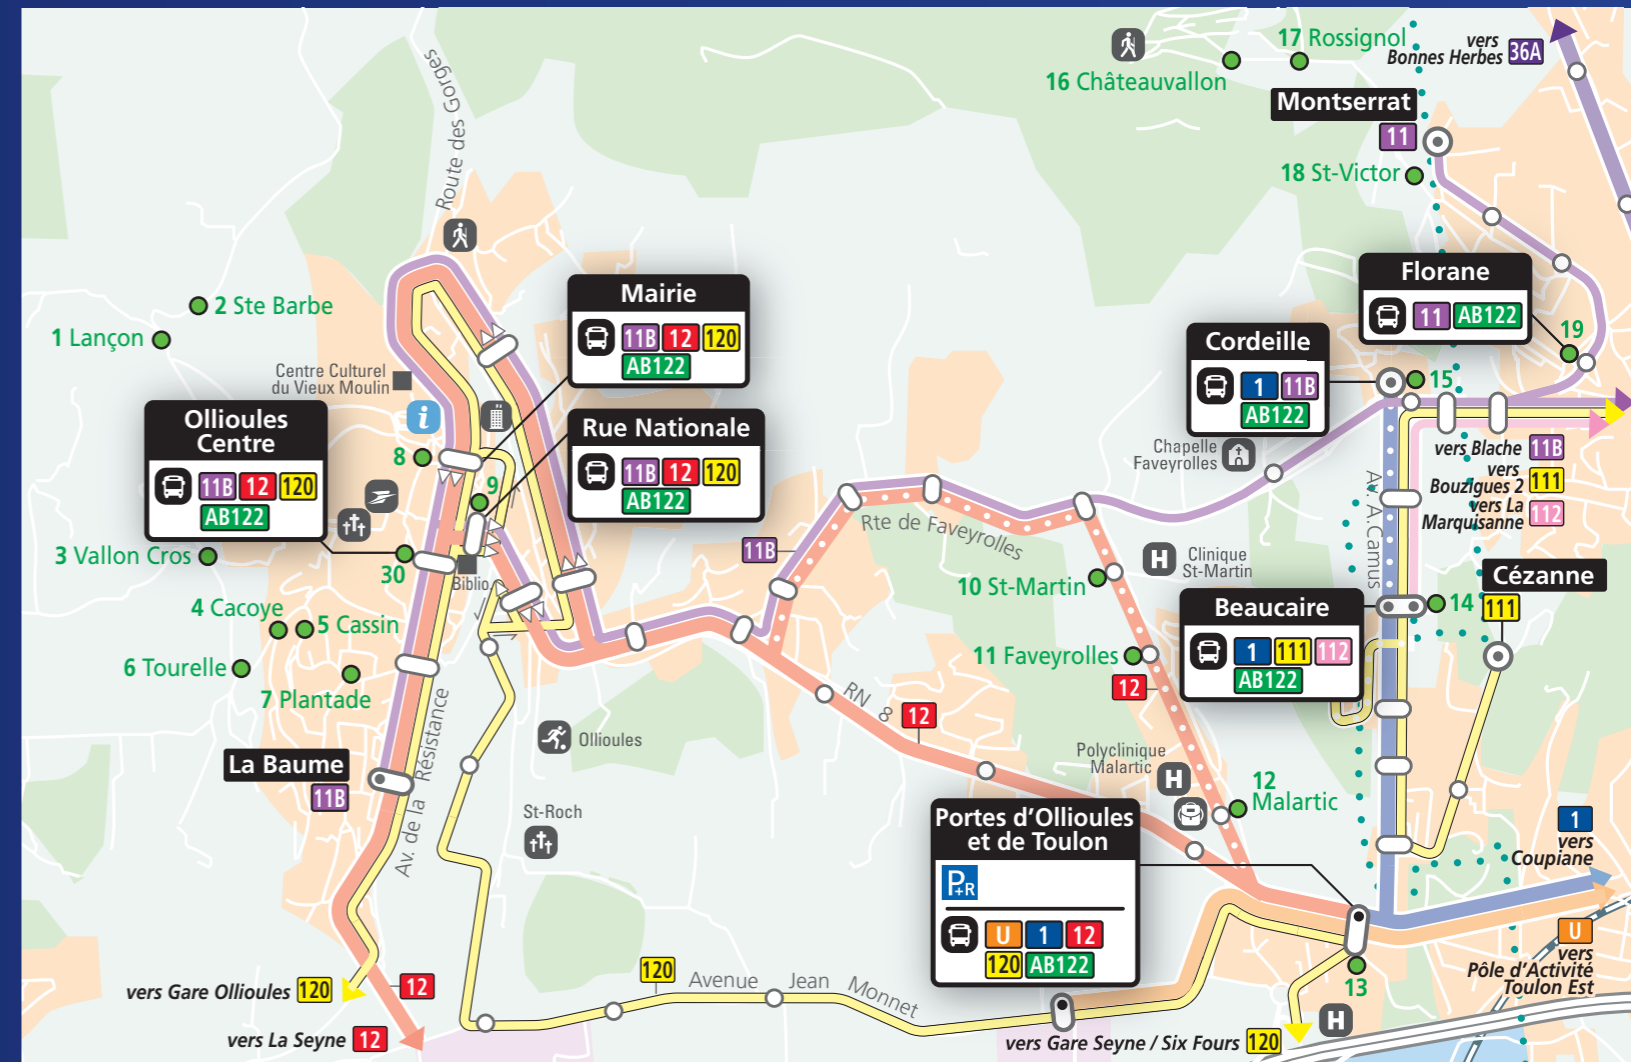 17 Rossignol
vers
Bonnes Herbes 36A
16 Châteauvallon
Montserrat
11
18 St-Victor
Route des Gorges
Florane
11 AB122
19
2 Ste Barbe
1 Lançon
Mairie
11B 12 120
AB122
Cordeille
1 11B
AB122
15
Centre Culturel
du Vieux Moulin
i
Ollioules
Centre
11B 12 120
AB122
8
9
Rue Nationale
11B 12 120
AB122
Chapelle
Faveyrolles
vers Blache 11B
vers
Bouzigues 2 111
vers La
Marquisanne 112
Av. A.Camus
Rte de Faveyrolles
11B
3 Vallon Cros
30
Biblio.
H
Clinique
St-Martin
10 St-Martin
Cézanne
111
Beaucaire
1 111 112
AB122
14
4 Cacoye
5 Cassin
6 Tourelle
7 Plantade
11 Faveyrolles
12
RN 8
12
Av. de la Résistance
Ollioules
La Baume
11B
Polyclinique
Malartic
H
12
Malartic
St-Roch
Portes d'Ollioules
et de Toulon
P+R
U 1 12
120 AB122
1
vers
Coupiane
U
vers
Pôle d'Activité
Toulon Est
13
H
120
Avenue Jean Monnet
vers Gare Ollioules 120
12
vers La Seyne 12
vers Gare Seyne / Six Fours 120